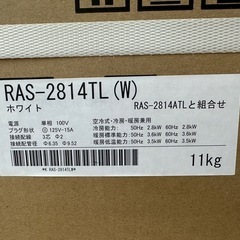 RAS-2814TL(W)
ホワイト
RAS-2814ATLと組合せ
電源 単相 100V
プラグ形状 125V-15A
接続配線 3芯 Φ2
接続配管径 Φ6.35 Φ9.52
空冷式・冷房・暖房兼用
冷房能力: 50Hz 2.8kW 60Hz 2.8kW
暖房能力: 50Hz 3.6kW 60Hz 3.6kW
暖房低温能力: 50Hz 3.5kW 60Hz
*K RAS-2814TLW*
11kg